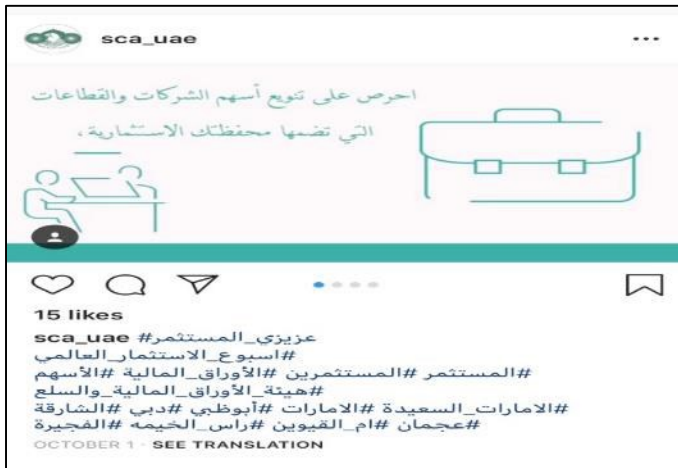 sca_uae
...
احرص على تنويع أسهم الشركات والقطاعات
التي تضمها محفظتك الاستثمارية،
15 likes
sca_uae #عزيزي_المستثمر
#اسبوع_الاستثمار_العالمي
#المستثمر #المستثمرين #الأوراق_المالية #الأسهم
#هيئة_الأوراق_المالية_والسلع
#الامارات_السعيدة #الامارات #أبوظبي #دبي #الشارقة
#عجمان #ام_القيوين #راس_الخيمه #الفجيرة
OCTOBER 1 · SEE TRANSLATION